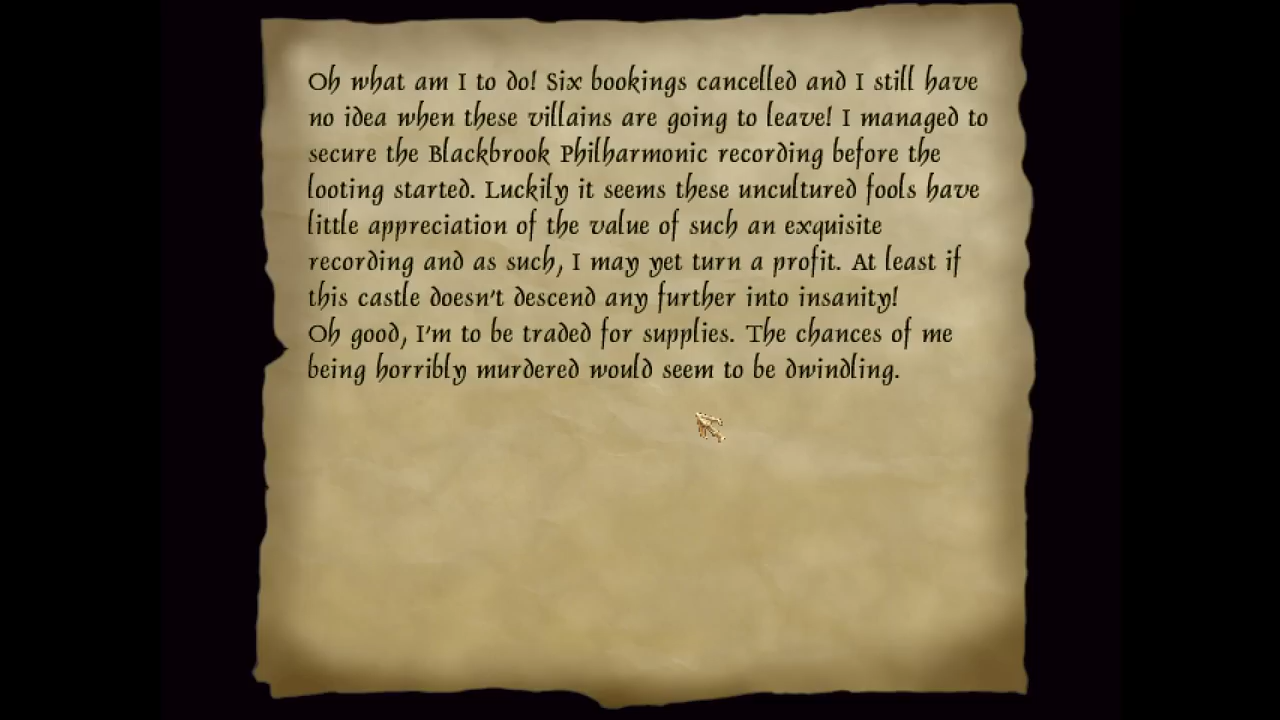 Oh what am I to do! Six bookings cancelled and I still have
no idea when these villains are going to leave! I managed to
secure the Blackbrook Philharmonic recording before the
looting started. Luckily it seems these uncultured fools have
little appreciation of the value of such an exquisite
recording and as such, I may yet turn a profit. At least if
this castle doesn't descend any further into insanity!
Oh good, I'm to be traded for supplies. The chances of me
being horribly murdered would seem to be dwindling.